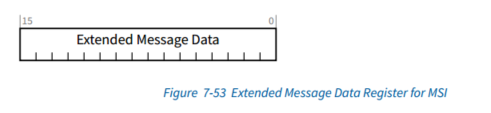 15 0
Extended Message Data
Figure 7-53 Extended Message Data Register for MSI